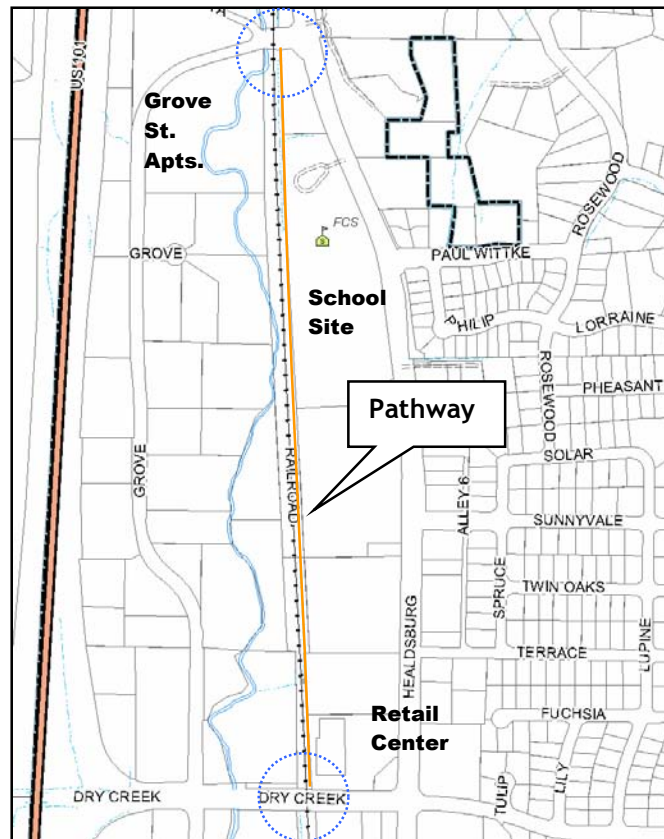 US 101
Grove
St.
Apts.
FCS
ROSEWOOD
GROVE
PAUL WITTKE
School
Site
PHILIP
LORRAINE
ROSEWOOD
PHEASANT
Pathway
RAILROAD
SOLAR
GROVE
ALLEY 6
SUNNYVALE
SPRUCE
TWIN OAKS
HEALDSBURG
TERRACE
LUPINE
Retail
Center
FUCHSIA
DRY CREEK
DRY CREEK
TULIP
LILY